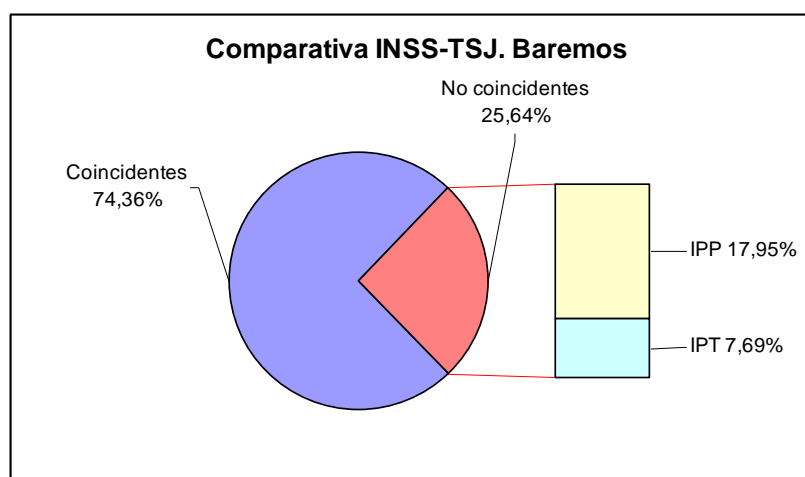 Comparativa INSS-TSJ. Baremos
No coincidentes
25,64%
Coincidentes
74,36%
IPP 17,95%
IPT 7,69%